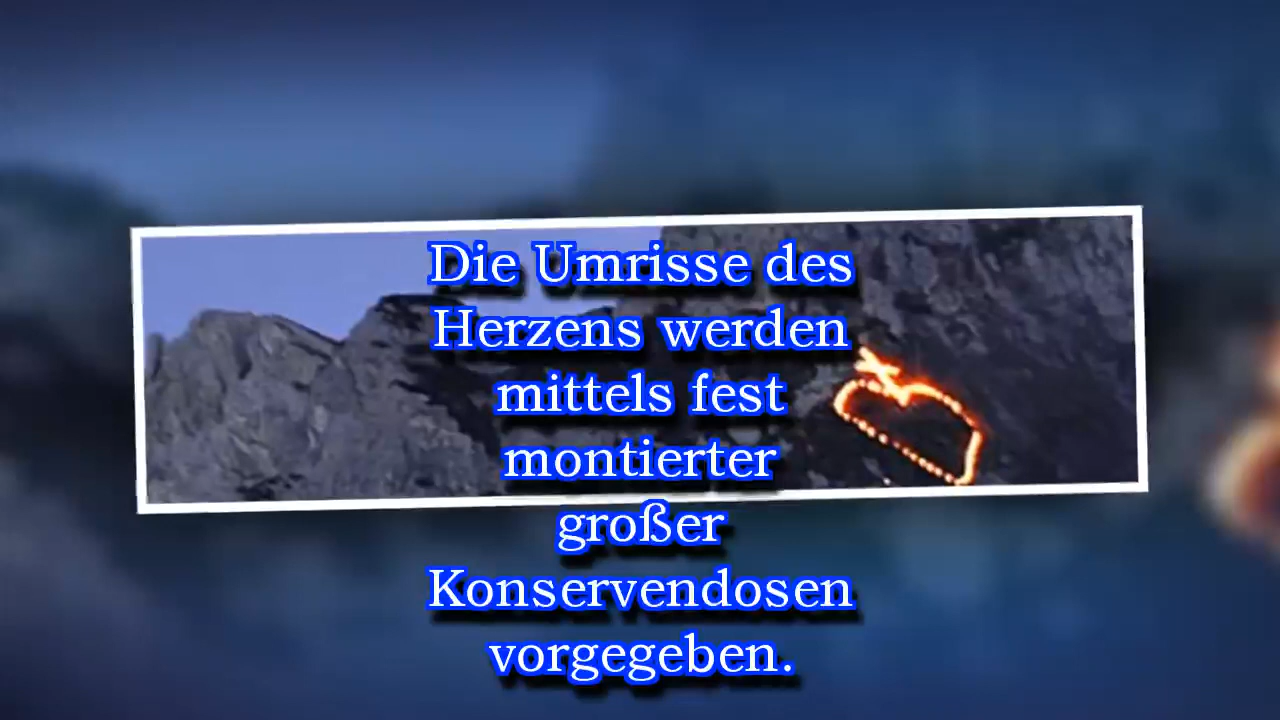 Die Umrisse des
Herzens werden
mittels fest
montierter
großer
Konservendosen
vorgegeben.